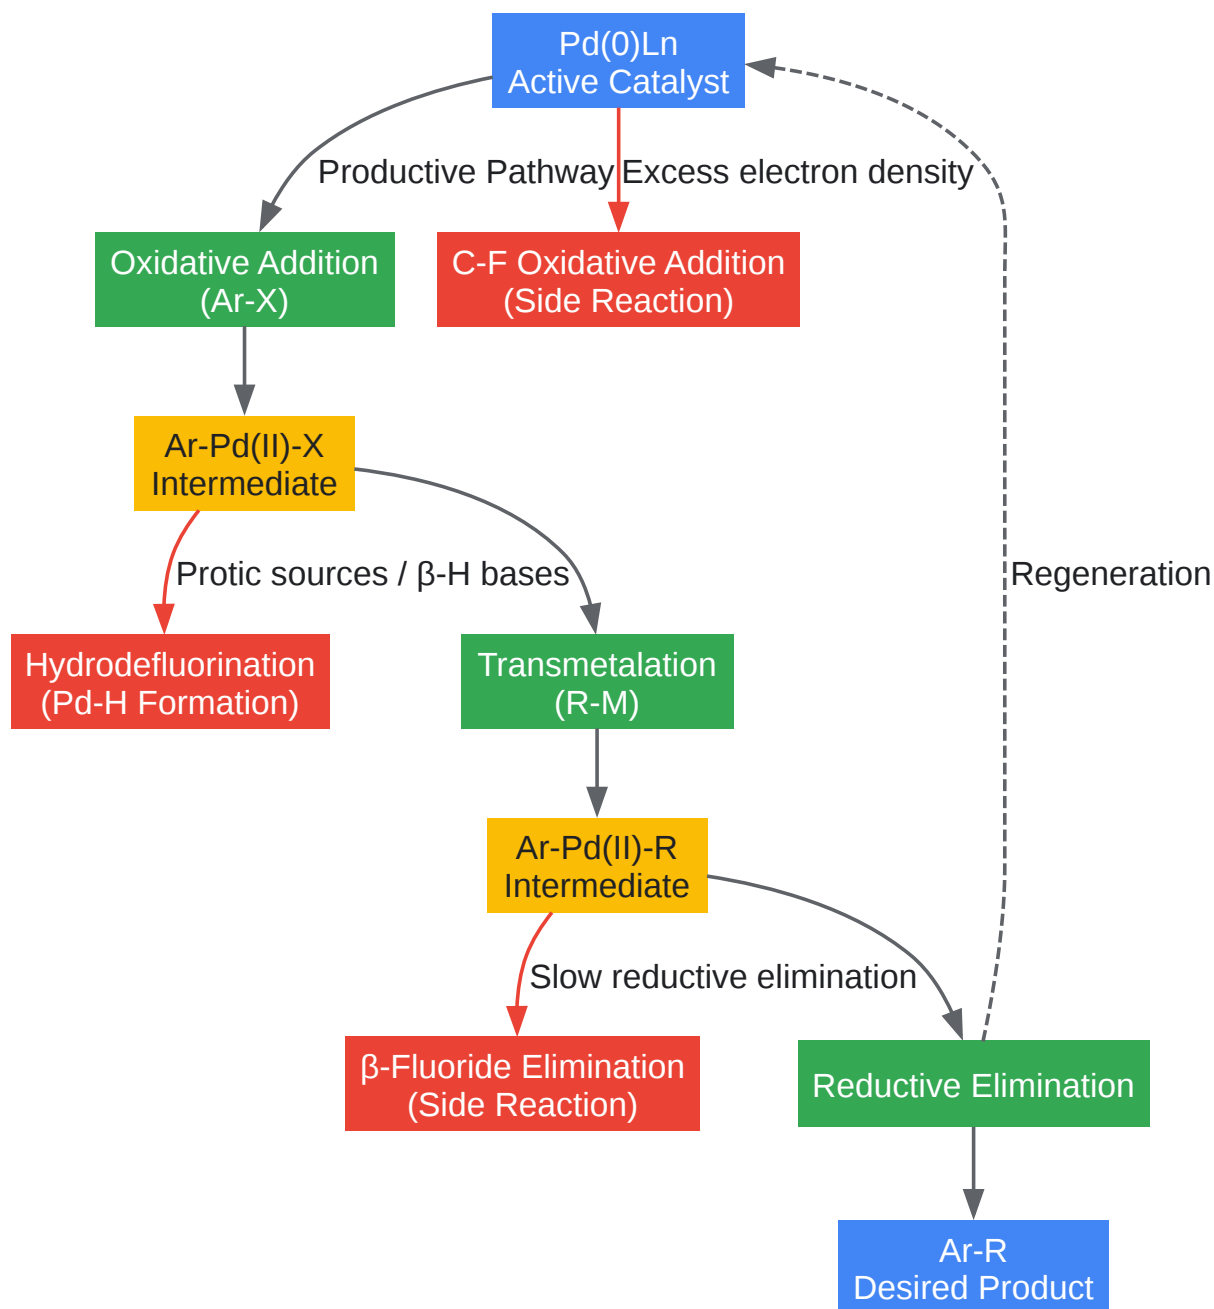 Pd(0)Ln
Active Catalyst
Productive Pathway
Excess electron density
Oxidative Addition
(Ar-X)
C-F Oxidative Addition
(Side Reaction)
Ar-Pd(II)-X
Intermediate
Protic sources / β-H bases
Regeneration
Hydrodefluorination
(Pd-H Formation)
Transmetalation
(R-M)
Ar-Pd(II)-R
Intermediate
Slow reductive elimination
β-Fluoride Elimination
(Side Reaction)
Reductive Elimination
Ar-R
Desired Product